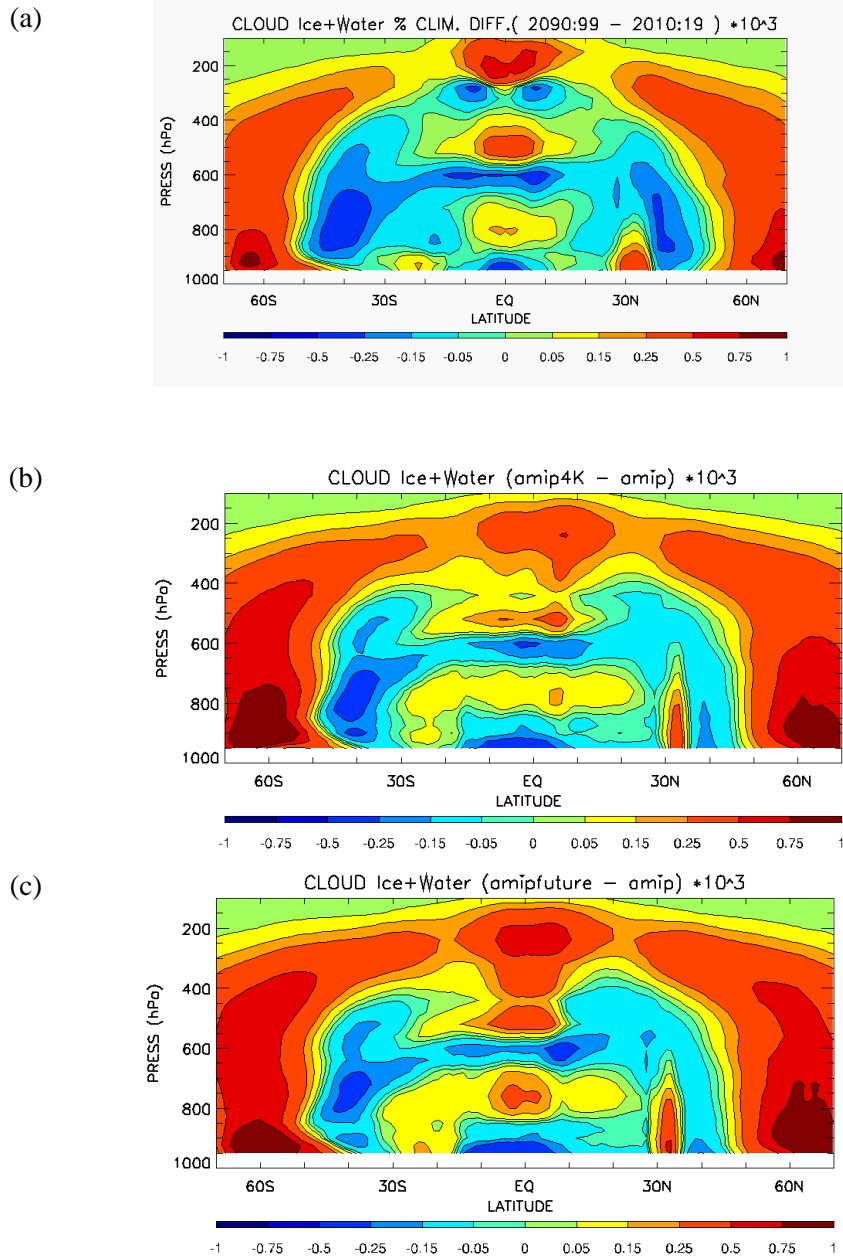 (a)
CLOUD Ice+Water % CLIM. DIFF.( 2090:99 – 2010:19 ) *10^3
200
400
600
800
1000
PRESS (hPa)
60S 30S EQ 30N 60N
LATITUDE
-1 -0.75 -0.5 -0.25 -0.15 -0.05 0 0.05 0.15 0.25 0.5 0.75 1
(b)
CLOUD Ice+Water (amip4K – amip) *10^3
200
400
600
800
1000
PRESS (hPa)
60S 30S EQ 30N 60N
LATITUDE
-1 -0.75 -0.5 -0.25 -0.15 -0.05 0 0.05 0.15 0.25 0.5 0.75 1
(c)
CLOUD Ice+Water (amipfuture – amip) *10^3
200
400
600
800
1000
PRESS (hPa)
60S 30S EQ 30N 60N
LATITUDE
-1 -0.75 -0.5 -0.25 -0.15 -0.05 0 0.05 0.15 0.25 0.5 0.75 1